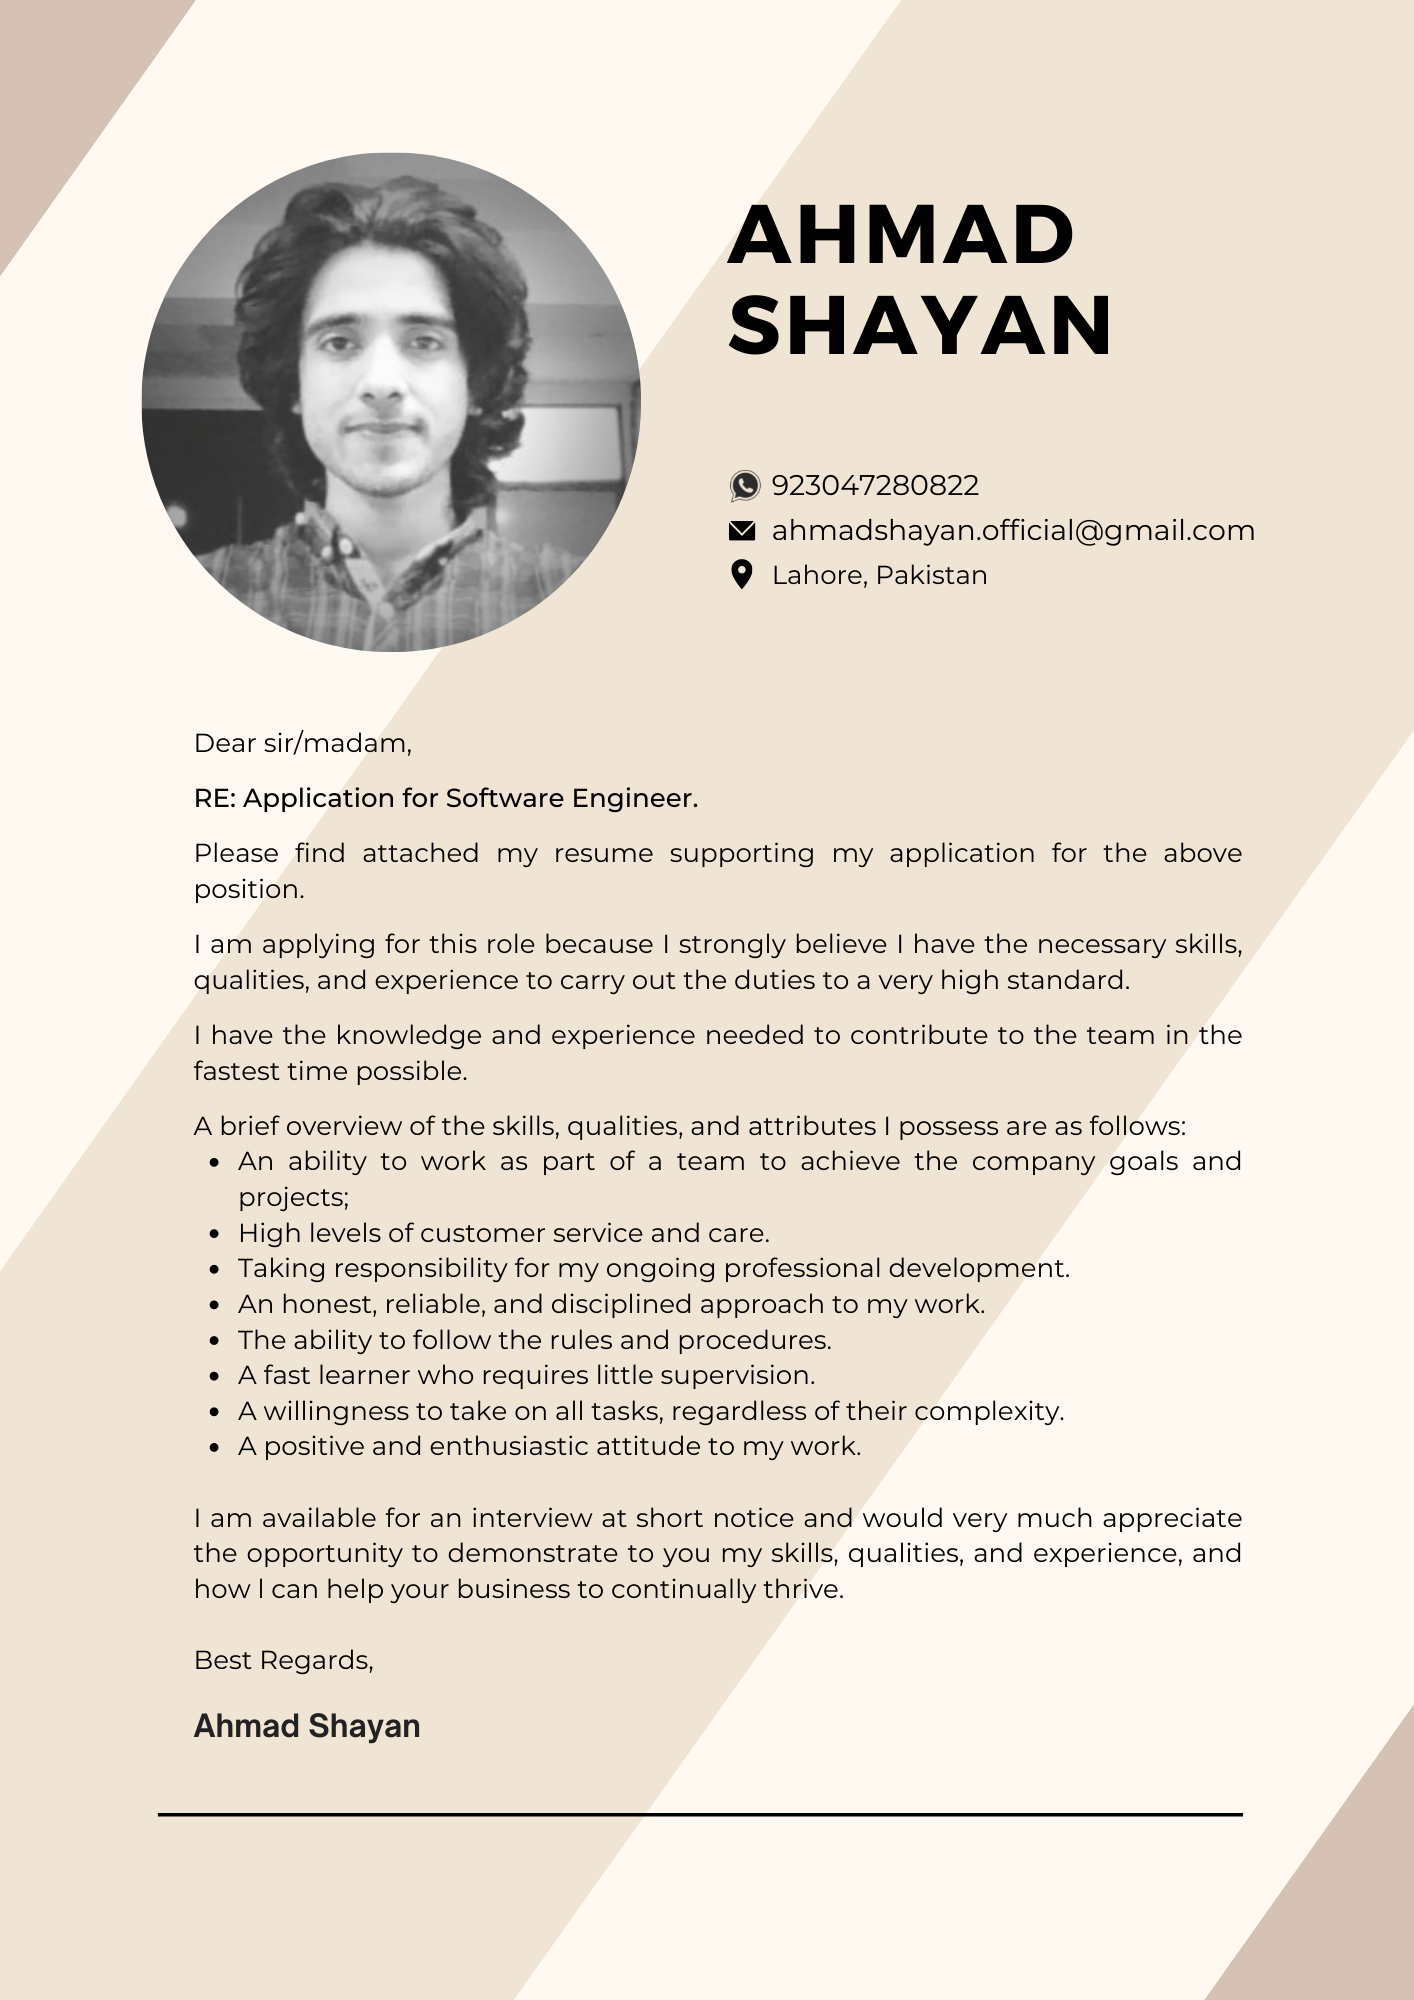 AHMAD
SHAYAN
923047280822
ahmadshayan.official@gmail.com
Lahore, Pakistan
Dear sir/madam,
RE: Application for Software Engineer.
Please find attached my resume supporting my application for the above
position.
I am applying for this role because I strongly believe I have the necessary skills,
qualities, and experience to carry out the duties to a very high standard.
I have the knowledge and experience needed to contribute to the team in the
fastest time possible.
A brief overview of the skills, qualities, and attributes I possess are as follows:
• An ability to work as part of a team to achieve the company goals and
projects;
• High levels of customer service and care.
• Taking responsibility for my ongoing professional development.
• An honest, reliable, and disciplined approach to my work.
• The ability to follow the rules and procedures.
• A fast learner who requires little supervision.
• A willingness to take on all tasks, regardless of their complexity.
• A positive and enthusiastic attitude to my work.
I am available for an interview at short notice and would very much appreciate
the opportunity to demonstrate to you my skills, qualities, and experience, and
how l can help your business to continually thrive.
Best Regards,
Ahmad Shayan